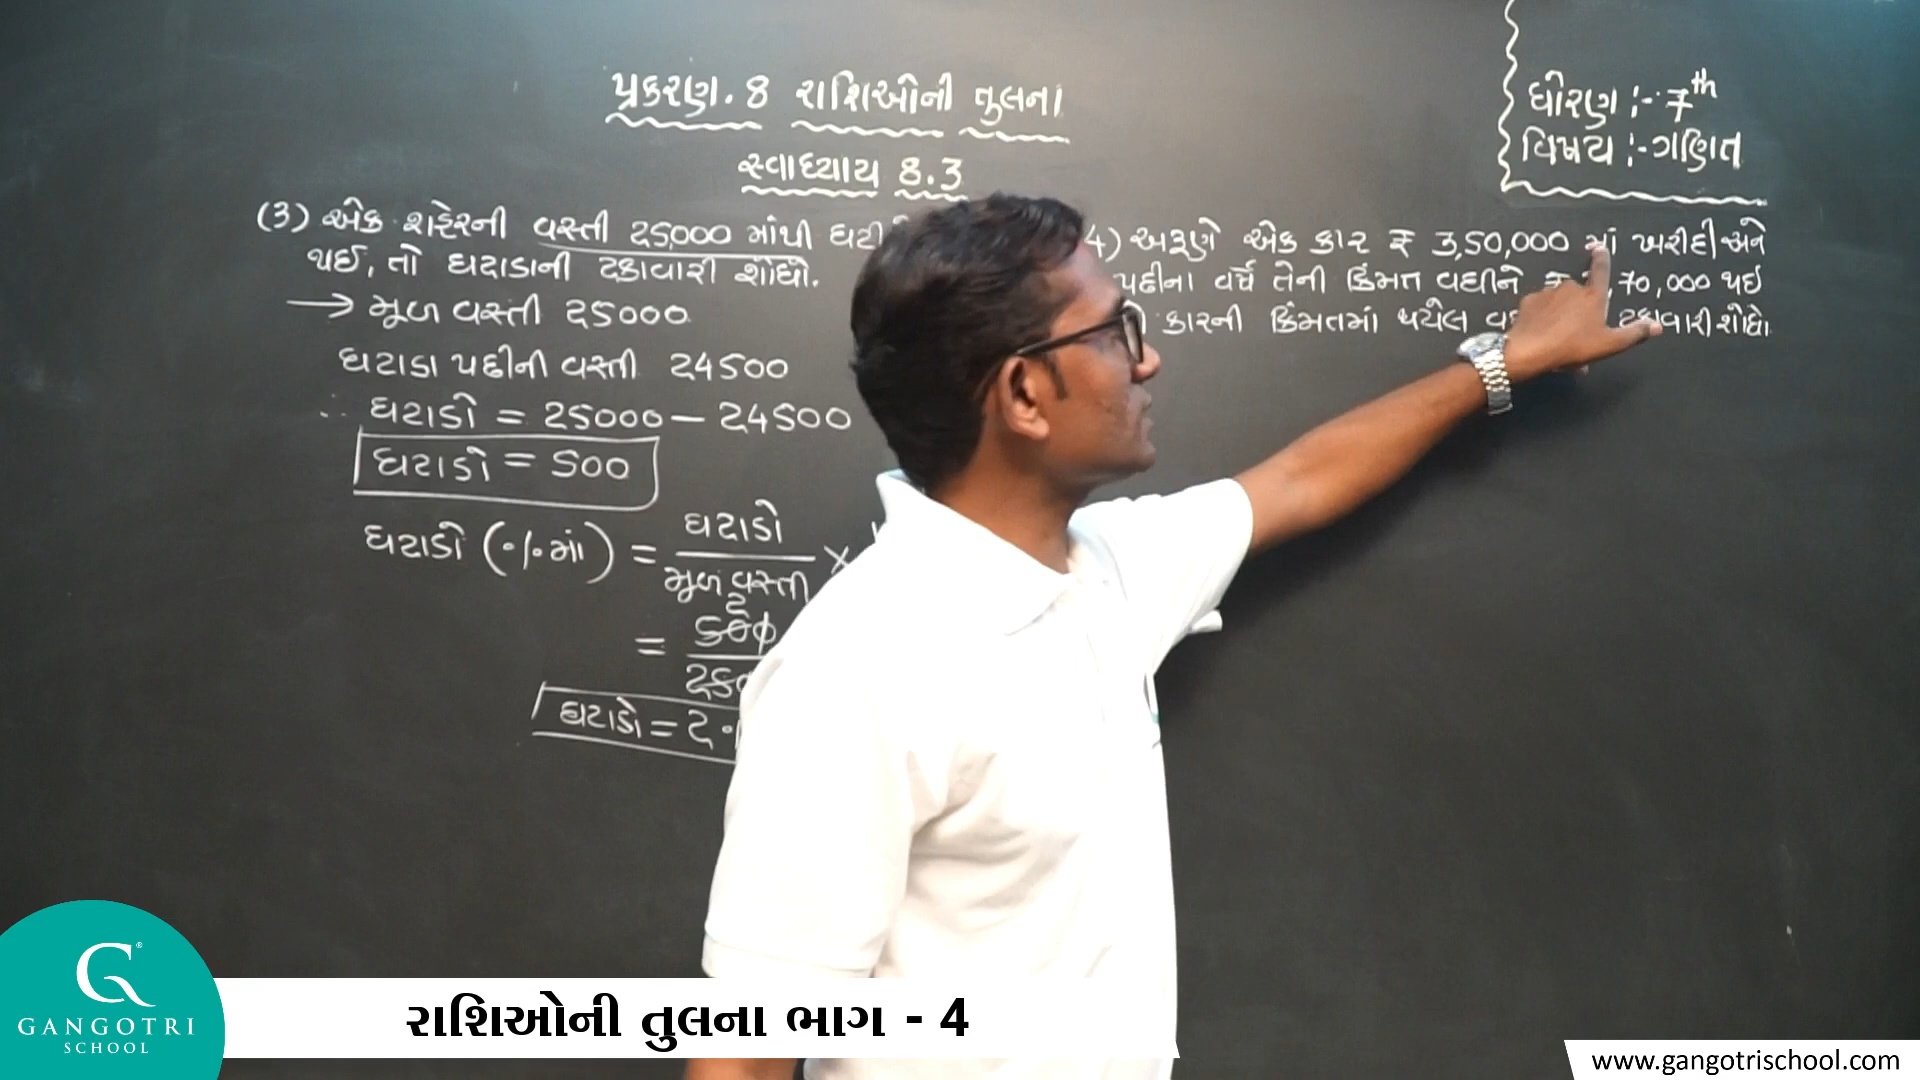 પ્રકરણ. 8 રાશિઓની તુલના
સ્વાધ્યાય 8.3
ધોરણ :- 7th
વિષય :- ગણિત
(3) એક શહેરની વસ્તી 25000 માંથી
થઈ, તો ઘટાડાની ટકાવારી શોધો.
→ મૂળ વસ્તી 25000
ઘટાડા પછીની વસ્તી 24500
∴ ઘટાડો = 25000 – 24500
ઘટાડો = 500
ઘટાડો (%માં) = ઘટાડો / મૂળ વસ્તી ×
=
ઘટાડો = 2
4) અરૂણે એક કાર ₹ 3,50,000 માં ખરીદી અને
પછીના વર્ષે તેની કિંમત વધીને ₹ ,70,000 થઇ
કારની કિંમતમાં થયેલ ટકાવારી શોધો.
G®
GANGOTRI
SCHOOL
રાશિઓની તુલના ભાગ - 4
www.gangotrischool.com